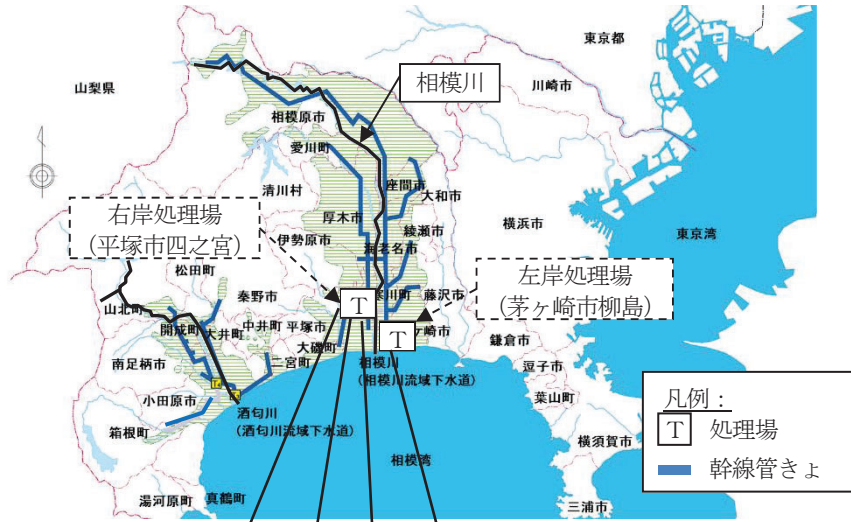 東京都
山梨県
川崎市
相模川
相模原市
愛川町
座間市
大和市
清川村
右岸処理場
（平塚市四之宮）
厚木市
綾瀬市
横浜市
東京湾
伊勢原市
海老名市
松田町
左岸処理場
（茅ヶ崎市柳島）
秦野市
寒川町
藤沢市
山北町
T
開成町
大井町
中井町
平塚市
T
ヶ崎市
大磯町
鎌倉市
南足柄市
二宮町
相模川
(相模川流域下水道)
逗子市
葉山町
凡例：
T 処理場
幹線管きょ
小田原市
酒匂川
(酒匂川流域下水道)
箱根町
横須賀市
相模湾
湯河原町
真鶴町
三浦市